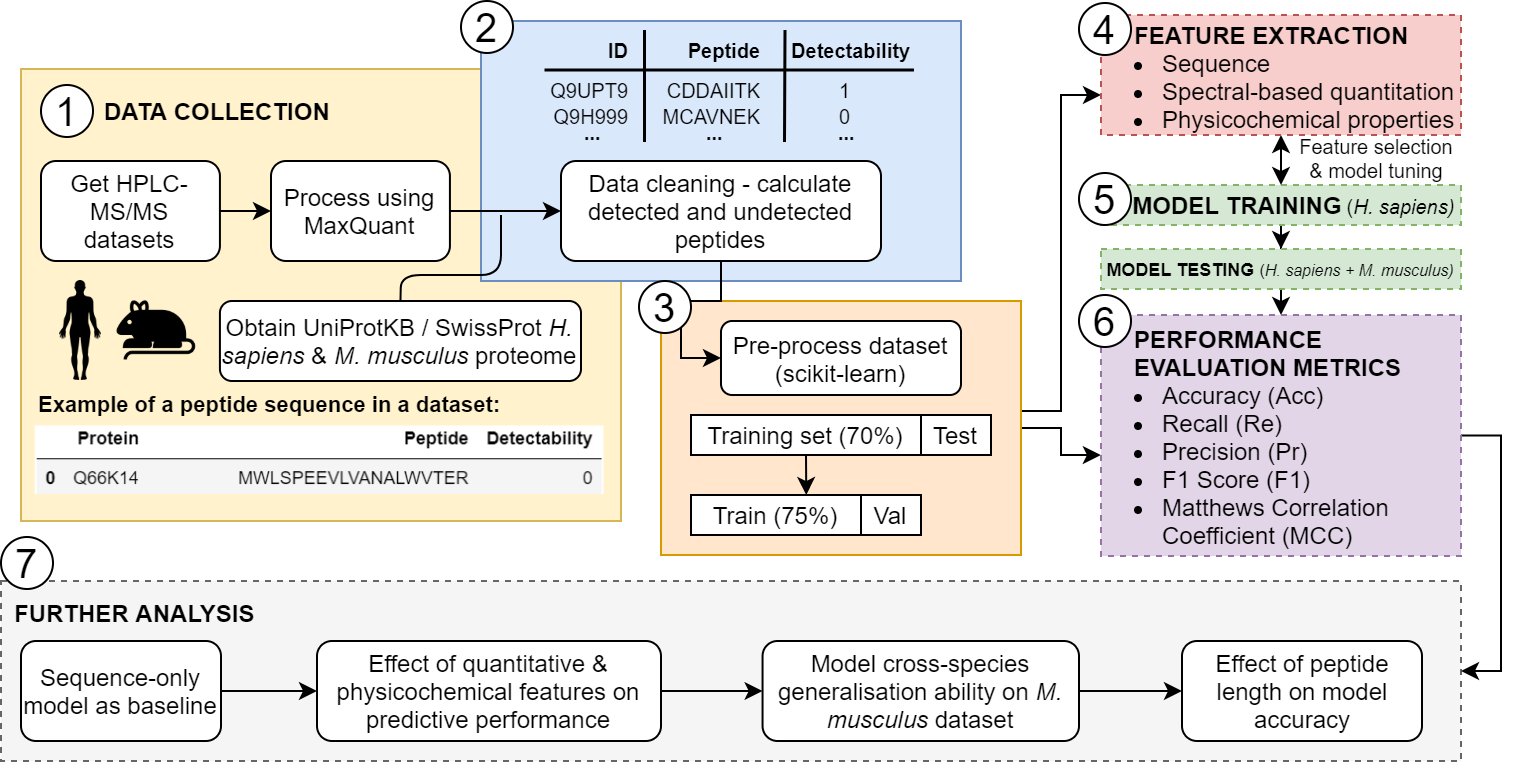 1
DATA COLLECTION
Get HPLC-
MS/MS
datasets
Process using
MaxQuant
Obtain UniProtKB / SwissProt H.
sapiens & M. musculus proteome
Example of a peptide sequence in a dataset:
Protein Peptide Detectability
0 Q66K14 MWLSPEEVLVANALWVTER 0
2
ID Peptide Detectability
Q9UPT9 CDDAIITK 1
Q9H999 MCAVNEK 0
... ... ...
Data cleaning - calculate
detected and undetected
peptides
3
Pre-process dataset
(scikit-learn)
Training set (70%) Test
Train (75%) Val
4
FEATURE EXTRACTION
• Sequence
• Spectral-based quantitation
• Physicochemical properties
Feature selection
& model tuning
5
MODEL TRAINING (H. sapiens)
MODEL TESTING (H. sapiens + M. musculus)
6
PERFORMANCE
EVALUATION METRICS
• Accuracy (Acc)
• Recall (Re)
• Precision (Pr)
• F1 Score (F1)
• Matthews Correlation
Coefficient (MCC)
7
FURTHER ANALYSIS
Sequence-only
model as baseline
Effect of quantitative &
physicochemical features on
predictive performance
Model cross-species
generalisation ability on M.
musculus dataset
Effect of peptide
length on model
accuracy